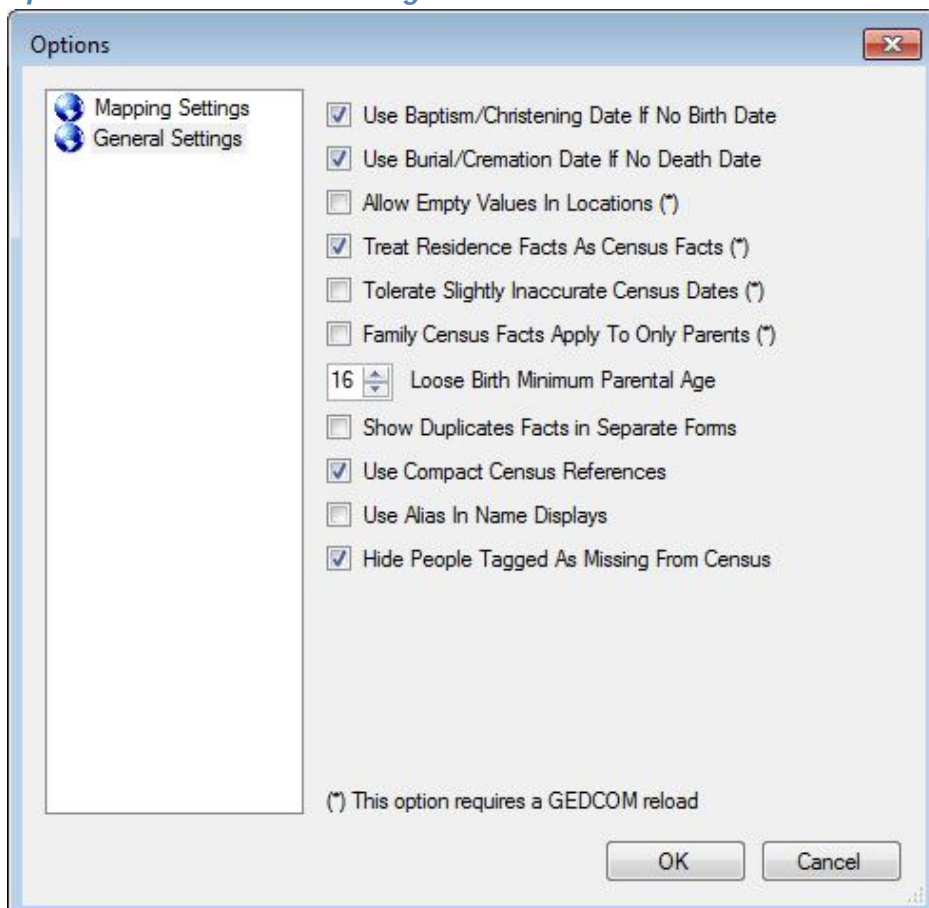 Options
Mapping Settings
General Settings
Use Baptism/Christening Date If No Birth Date
Use Burial/Cremation Date If No Death Date
Allow Empty Values In Locations (*)
Treat Residence Facts As Census Facts (*)
Tolerate Slightly Inaccurate Census Dates (*)
Family Census Facts Apply To Only Parents (*)
16 Loose Birth Minimum Parental Age
Show Duplicates Facts in Separate Forms
Use Compact Census References
Use Alias In Name Displays
Hide People Tagged As Missing From Census
(*) This option requires a GEDCOM reload
OK Cancel